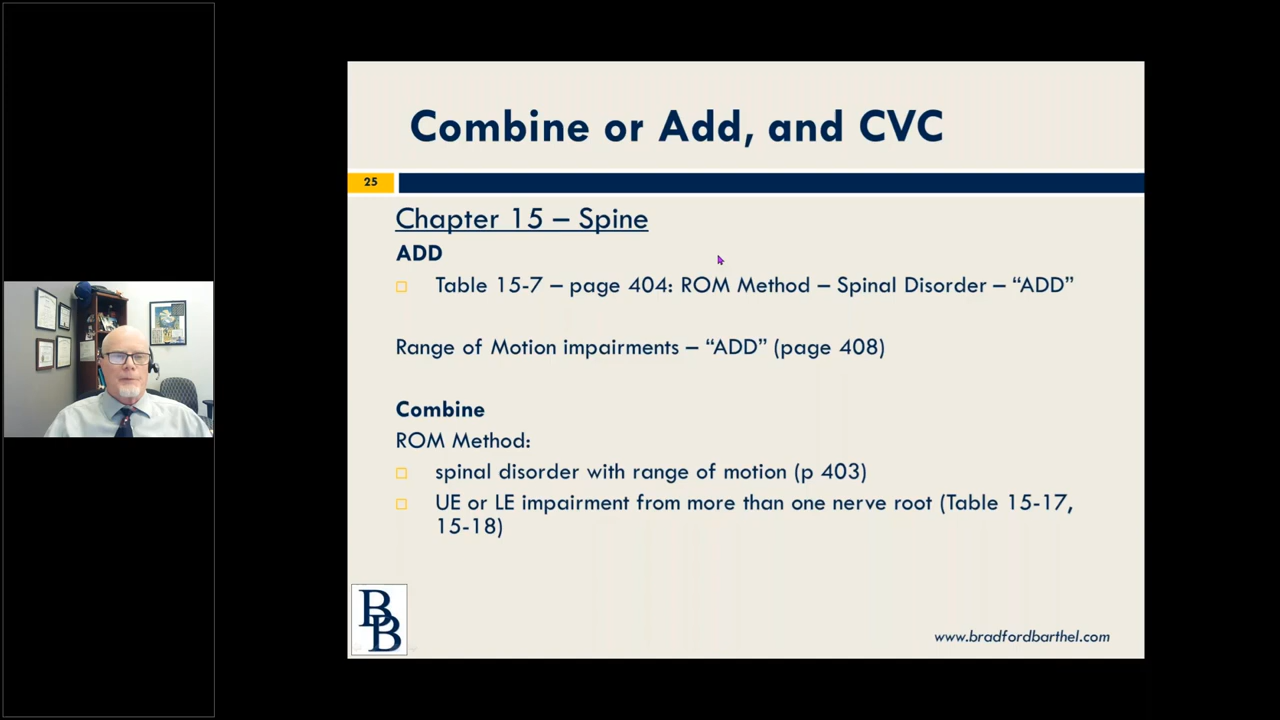 Combine or Add, and CVC
25
Chapter 15 – Spine
ADD
Table 15-7 – page 404: ROM Method – Spinal Disorder – “ADD”
Range of Motion impairments – “ADD” (page 408)
Combine
ROM Method:
spinal disorder with range of motion (p 403)
UE or LE impairment from more than one nerve root (Table 15-17,
15-18)
BB
www.bradfordbarthel.com